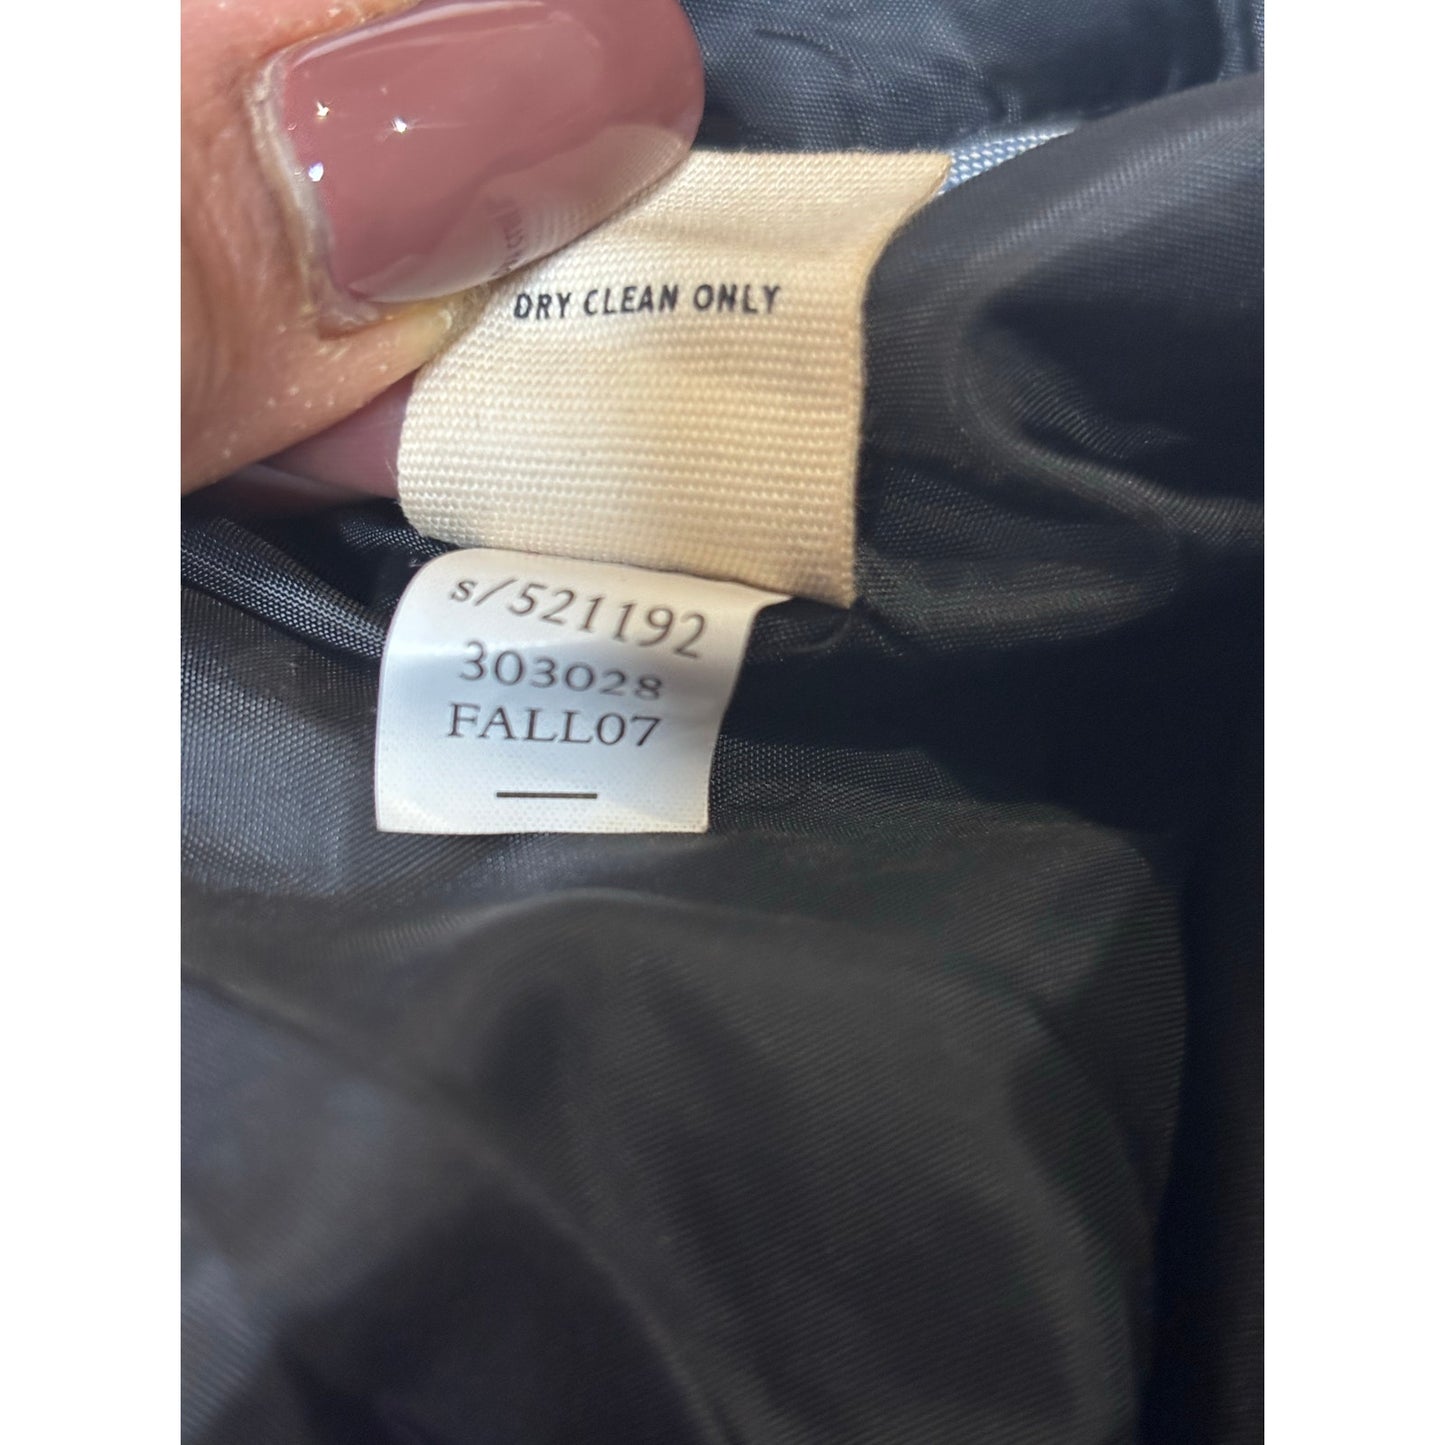 DRY CLEAN ONLY
s/521192
303028
FALL07